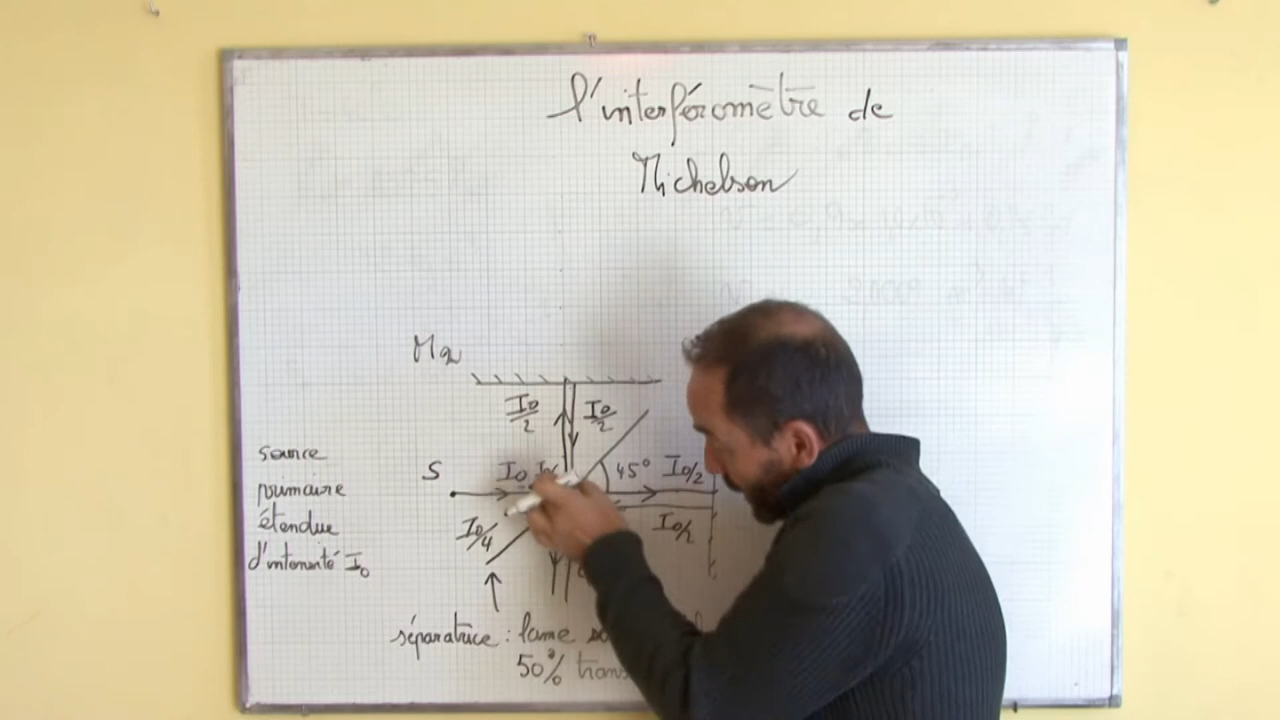 l'interféromètre de
Michelson
M2
I0/2 I0/2
S I0 45° I0/2
I0/4 I0/2
source
primaire
étendue
d'intensité I0
séparatrice : lame
50% trans